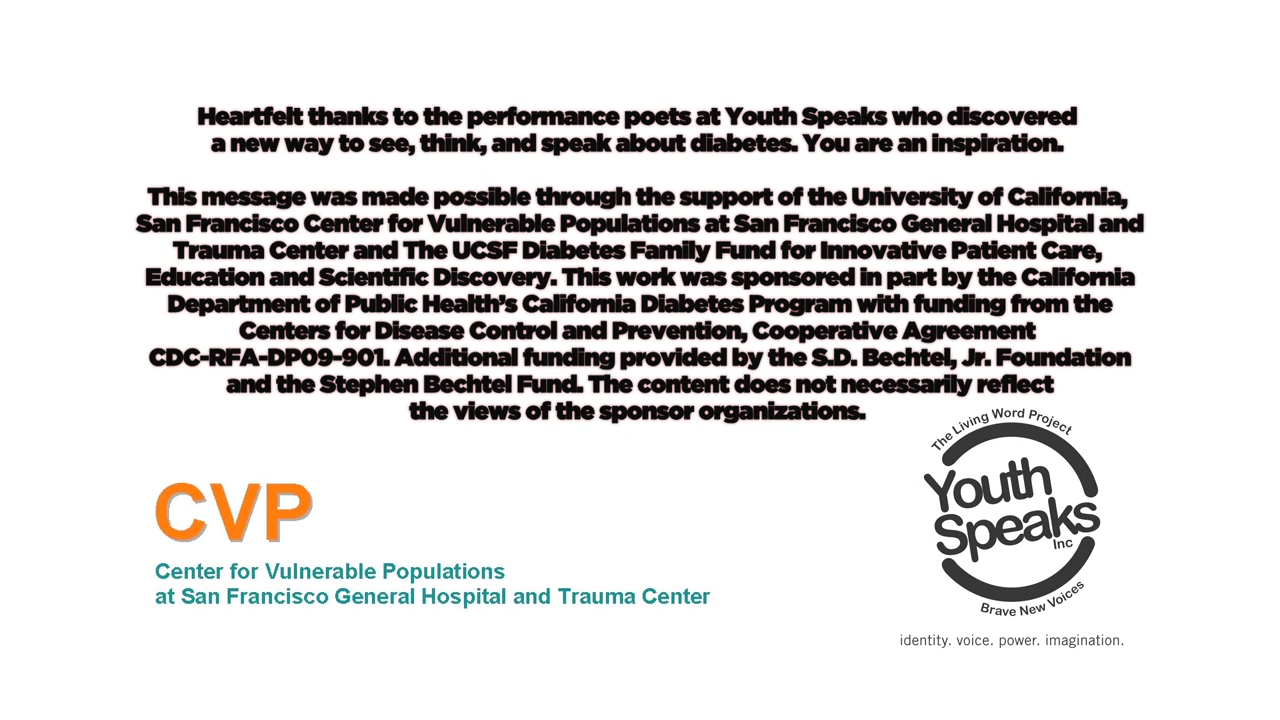 Heartfelt thanks to the performance poets at Youth Speaks who discovered
a new way to see, think, and speak about diabetes. You are an inspiration.
This message was made possible through the support of the University of California,
San Francisco Center for Vulnerable Populations at San Francisco General Hospital and
Trauma Center and The UCSF Diabetes Family Fund for Innovative Patient Care,
Education and Scientific Discovery. This work was sponsored in part by the California
Department of Public Health's California Diabetes Program with funding from the
Centers for Disease Control and Prevention, Cooperative Agreement
CDC-RFA-DP09-901. Additional funding provided by the S.D. Bechtel, Jr. Foundation
and the Stephen Bechtel Fund. The content does not necessarily reflect
the views of the sponsor organizations.
CVP
Center for Vulnerable Populations
at San Francisco General Hospital and Trauma Center
The Living Word Project
Youth
Speaks
Inc
Brave New Voices
identity. voice. power. imagination.